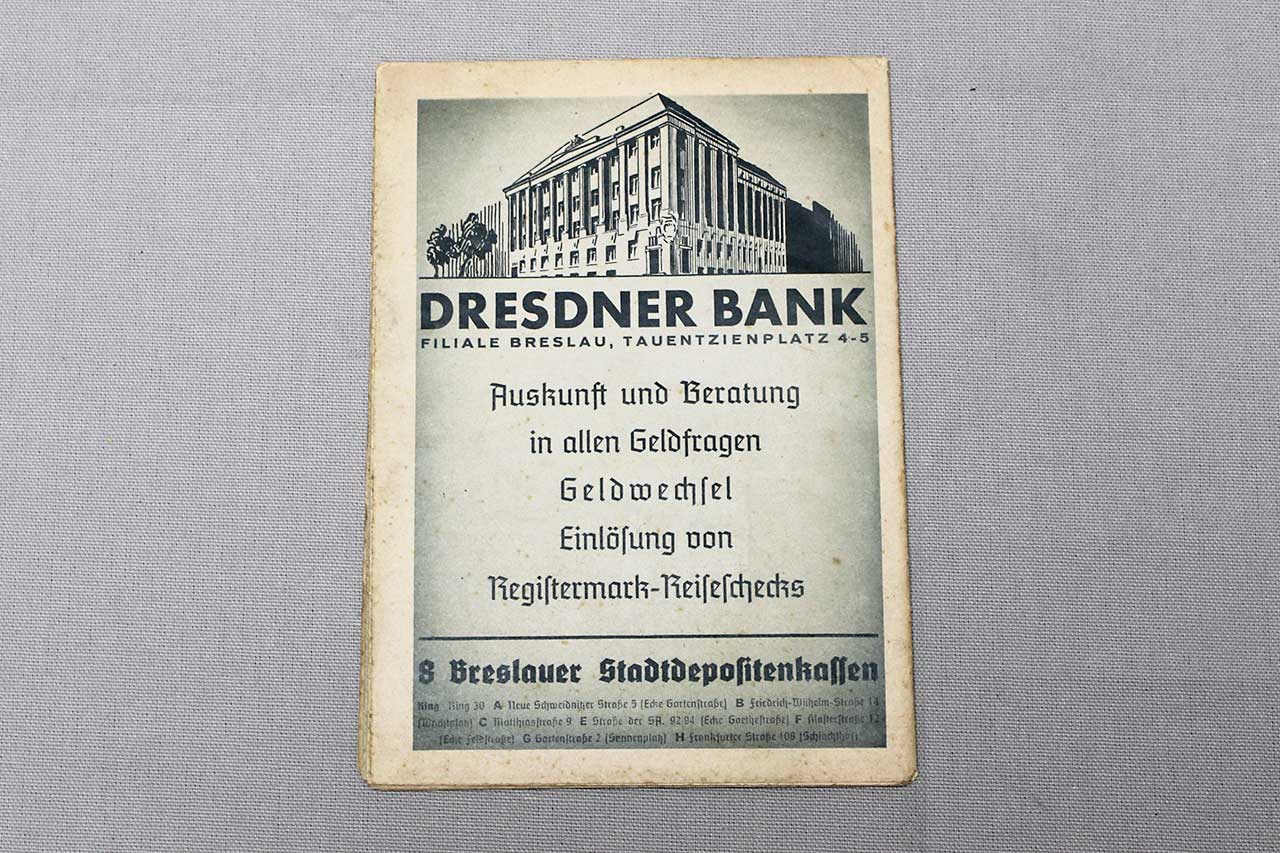 DRESDNER BANK
FILIALE BRESLAU, TAUENTZIENPLATZ 4-5
Auskunft und Beratung
in allen Geldfragen
Geldwechsel
Einlösung von
Registermark-Reiseschecks
8 Breslauer Stadtdepositenkassen
Ring Ring 30 A Neue Schweidnitzer Straße 5 (Ecke Gartenstraße) B Friedrich-Wilhelm-Straße 14
(Wachtplatz) C Matthiasstraße 9 E Straße der SA. 92/94 (Ecke Goethestraße) F Klosterstraße 12
(Ecke Feldstraße) G Gartenstraße 2 (Sonnenplatz) H Frankfurter Straße 108 (Schlachthof)